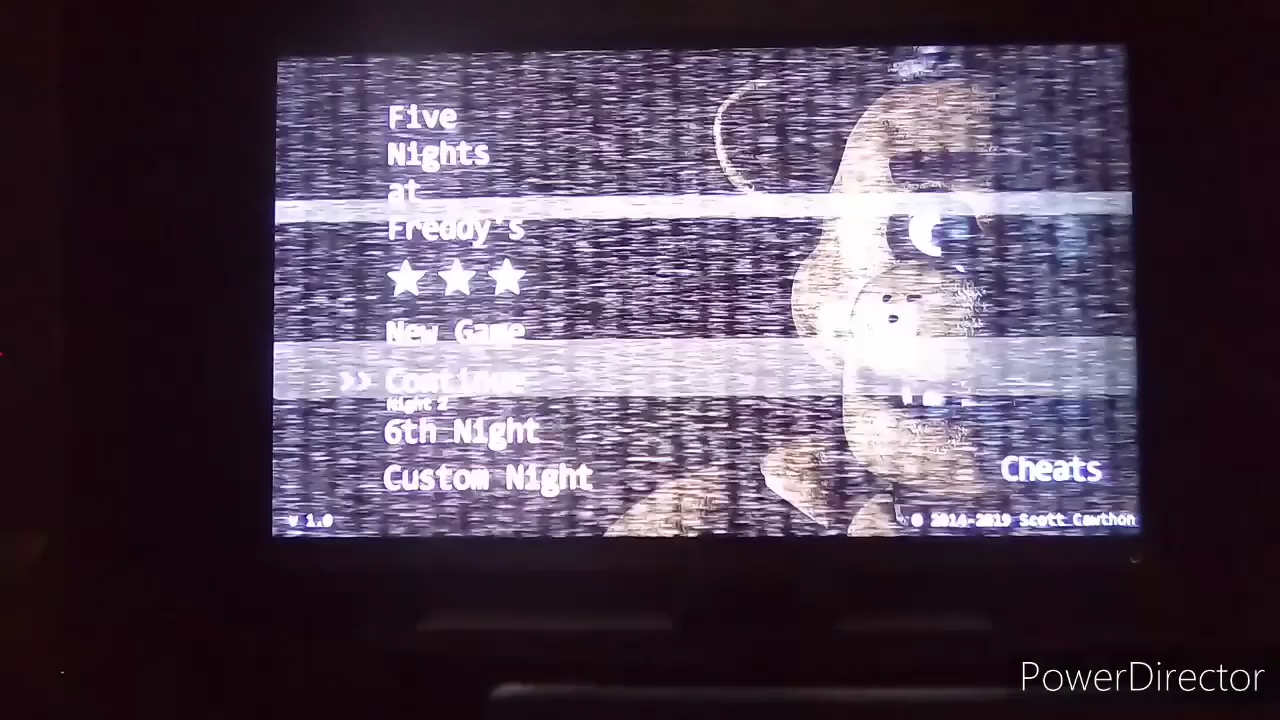 Five
Nights
at
Freddy's
New Game
>> Continue
Night 2
6th Night
Custom Night
Cheats
v 1.0
© 2014-2019 Scott Cawthon
PowerDirector